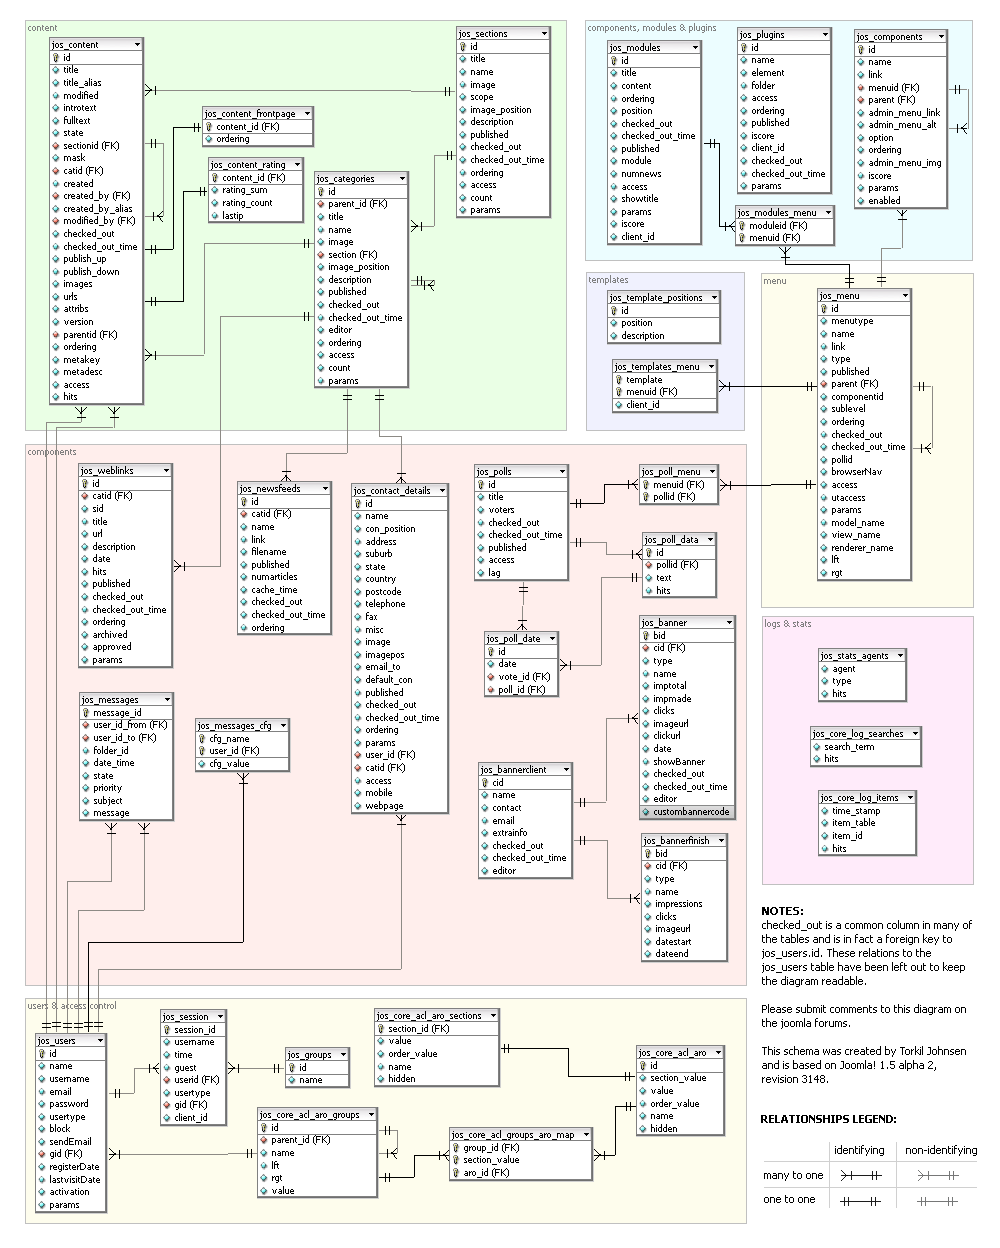 content
jos_content
id
title
title_alias
modified
introtext
fulltext
state
sectionid (FK)
mask
catid (FK)
created
created_by (FK)
created_by_alias
modified_by (FK)
checked_out
checked_out_time
publish_up
publish_down
images
urls
attribs
version
parentid (FK)
ordering
metakey
metadesc
access
hits
jos_content_frontpage
content_id (FK)
ordering
jos_content_rating
content_id (FK)
rating_sum
rating_count
lastip
jos_categories
id
parent_id (FK)
title
name
image
section (FK)
image_position
description
published
checked_out
checked_out_time
editor
ordering
access
count
params
jos_sections
id
title
name
image
scope
image_position
description
published
checked_out
checked_out_time
ordering
access
count
params
components, modules & plugins
jos_modules
id
title
content
ordering
position
checked_out
checked_out_time
published
module
numnews
access
showtitle
params
iscore
client_id
jos_plugins
id
name
element
folder
access
ordering
published
iscore
client_id
checked_out
checked_out_time
params
jos_modules_menu
moduleid (FK)
menuid (FK)
jos_components
id
name
link
menuid (FK)
parent (FK)
admin_menu_link
admin_menu_alt
option
ordering
admin_menu_img
iscore
params
enabled
templates
jos_template_positions
id
position
description
jos_templates_menu
template
menuid (FK)
client_id
menu
jos_menu
id
menutype
name
link
type
published
parent (FK)
componentid
sublevel
ordering
checked_out
checked_out_time
pollid
browserNav
access
utaccess
params
model_name
view_name
renderer_name
lft
rgt
components
jos_weblinks
id
catid (FK)
sid
title
url
description
date
hits
published
checked_out
checked_out_time
ordering
archived
approved
params
jos_newsfeeds
id
catid (FK)
name
link
filename
published
numarticles
cache_time
checked_out
checked_out_time
ordering
jos_contact_details
id
name
con_position
address
suburb
state
country
postcode
telephone
fax
misc
image
imagepos
email_to
default_con
published
checked_out
checked_out_time
ordering
params
user_id (FK)
catid (FK)
access
mobile
webpage
jos_polls
id
title
voters
checked_out
checked_out_time
published
access
lag
jos_poll_menu
menuid (FK)
pollid (FK)
jos_poll_data
id
pollid (FK)
text
hits
jos_poll_date
id
date
vote_id (FK)
poll_id (FK)
jos_banner
bid
cid (FK)
type
name
imptotal
impmade
clicks
imageurl
clickurl
date
showBanner
checked_out
checked_out_time
editor
custombannercode
jos_messages
message_id
user_id_from (FK)
user_id_to (FK)
folder_id
date_time
state
priority
subject
message
jos_messages_cfg
cfg_name
user_id (FK)
cfg_value
jos_bannerclient
cid
name
contact
email
extrainfo
checked_out
checked_out_time
editor
jos_bannerfinish
bid
cid (FK)
type
name
impressions
clicks
imageurl
datestart
dateend
logs & stats
jos_stats_agents
agent
type
hits
jos_core_log_searches
search_term
hits
jos_core_log_items
time_stamp
item_table
item_id
hits
users & access control
jos_users
id
name
username
email
password
usertype
block
sendEmail
gid (FK)
registerDate
lastvisitDate
activation
params
jos_session
session_id
username
time
guest
userid (FK)
usertype
gid (FK)
client_id
jos_groups
id
name
jos_core_acl_aro_sections
section_id (FK)
value
order_value
name
hidden
jos_core_acl_aro_groups
id
parent_id (FK)
name
lft
rgt
value
jos_core_acl_groups_aro_map
group_id (FK)
section_value
aro_id (FK)
jos_core_acl_aro
id
section_value
value
order_value
name
hidden
NOTES:
checked_out is a common column in many of
the tables and is in fact a foreign key to
jos_users.id. These relations to the
jos_users table have been left out to keep
the diagram readable.
Please submit comments to this diagram on
the joomla forums.
This schema was created by Torkil Johnsen
and is based on Joomla! 1.5 alpha 2,
revision 3148.
RELATIONSHIPS LEGEND:
identifying non-identifying
many to one
one to one